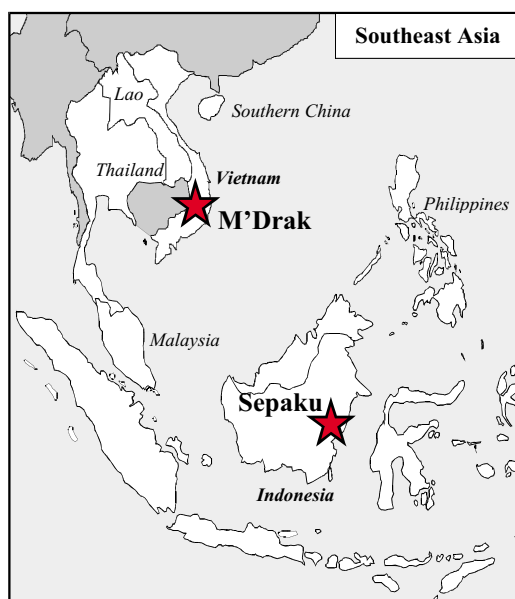 Southeast Asia
Lao
Southern China
Thailand
Vietnam
M’Drak
Philippines
Malaysia
Sepaku
Indonesia